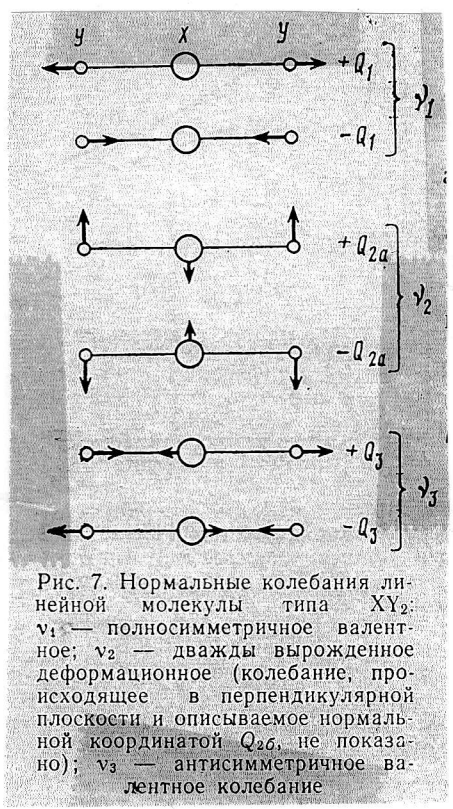 y x y
+Q₁
ν₁
-Q₁
+Q₂ₐ
ν₂
-Q₂ₐ
+Q₃
ν₃
-Q₃
Рис. 7. Нормальные колебания ли-
нейной молекулы типа XY₂:
ν₁ — полносимметричное валент-
ное; ν₂ — дважды вырожденное
деформационное (колебание, про-
исходящее в перпендикулярной
плоскости и описываемое нормаль-
ной координатой Q₂б, не показа-
но); ν₃ — антисимметричное ва-
лентное колебание